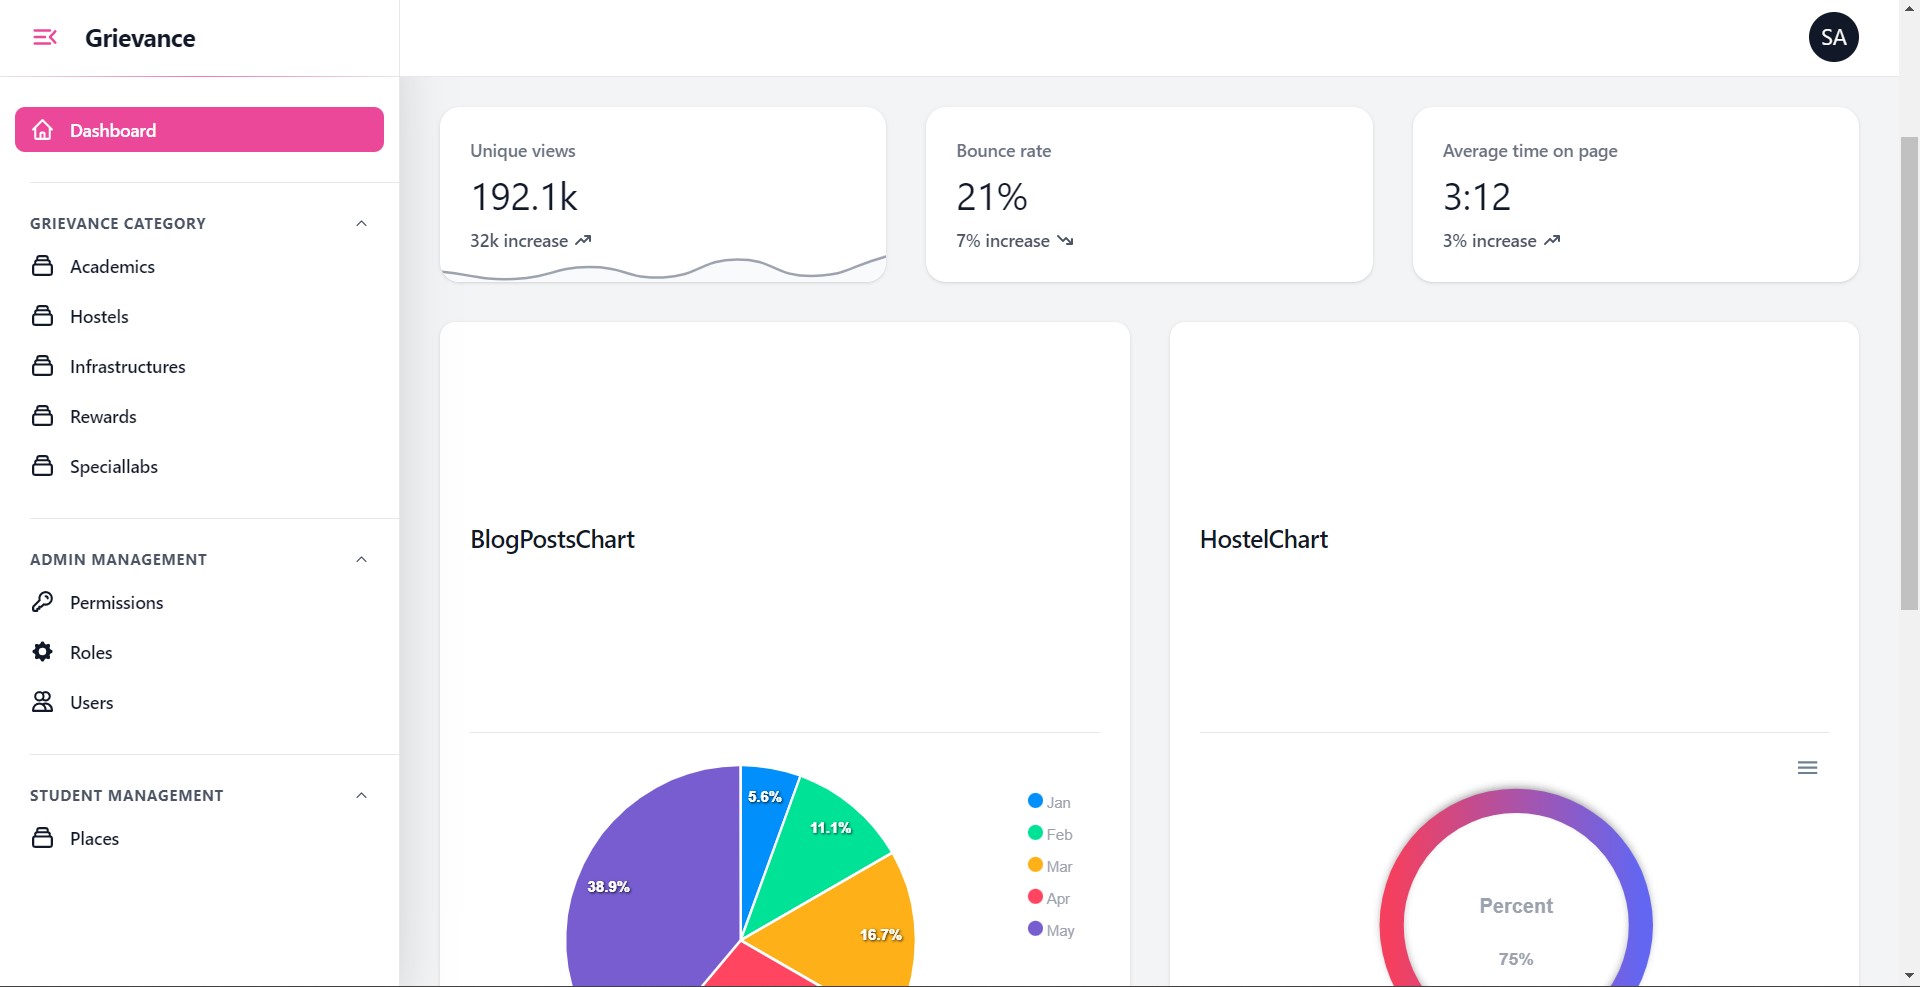 Grievance
SA
Dashboard
GRIEVANCE CATEGORY
Academics
Hostels
Infrastructures
Rewards
Speciallabs
ADMIN MANAGEMENT
Permissions
Roles
Users
STUDENT MANAGEMENT
Places
Unique views
192.1k
32k increase
Bounce rate
21%
7% increase
Average time on page
3:12
3% increase
BlogPostsChart
5.6%
11.1%
38.9%
16.7%
Jan
Feb
Mar
Apr
May
HostelChart
Percent
75%